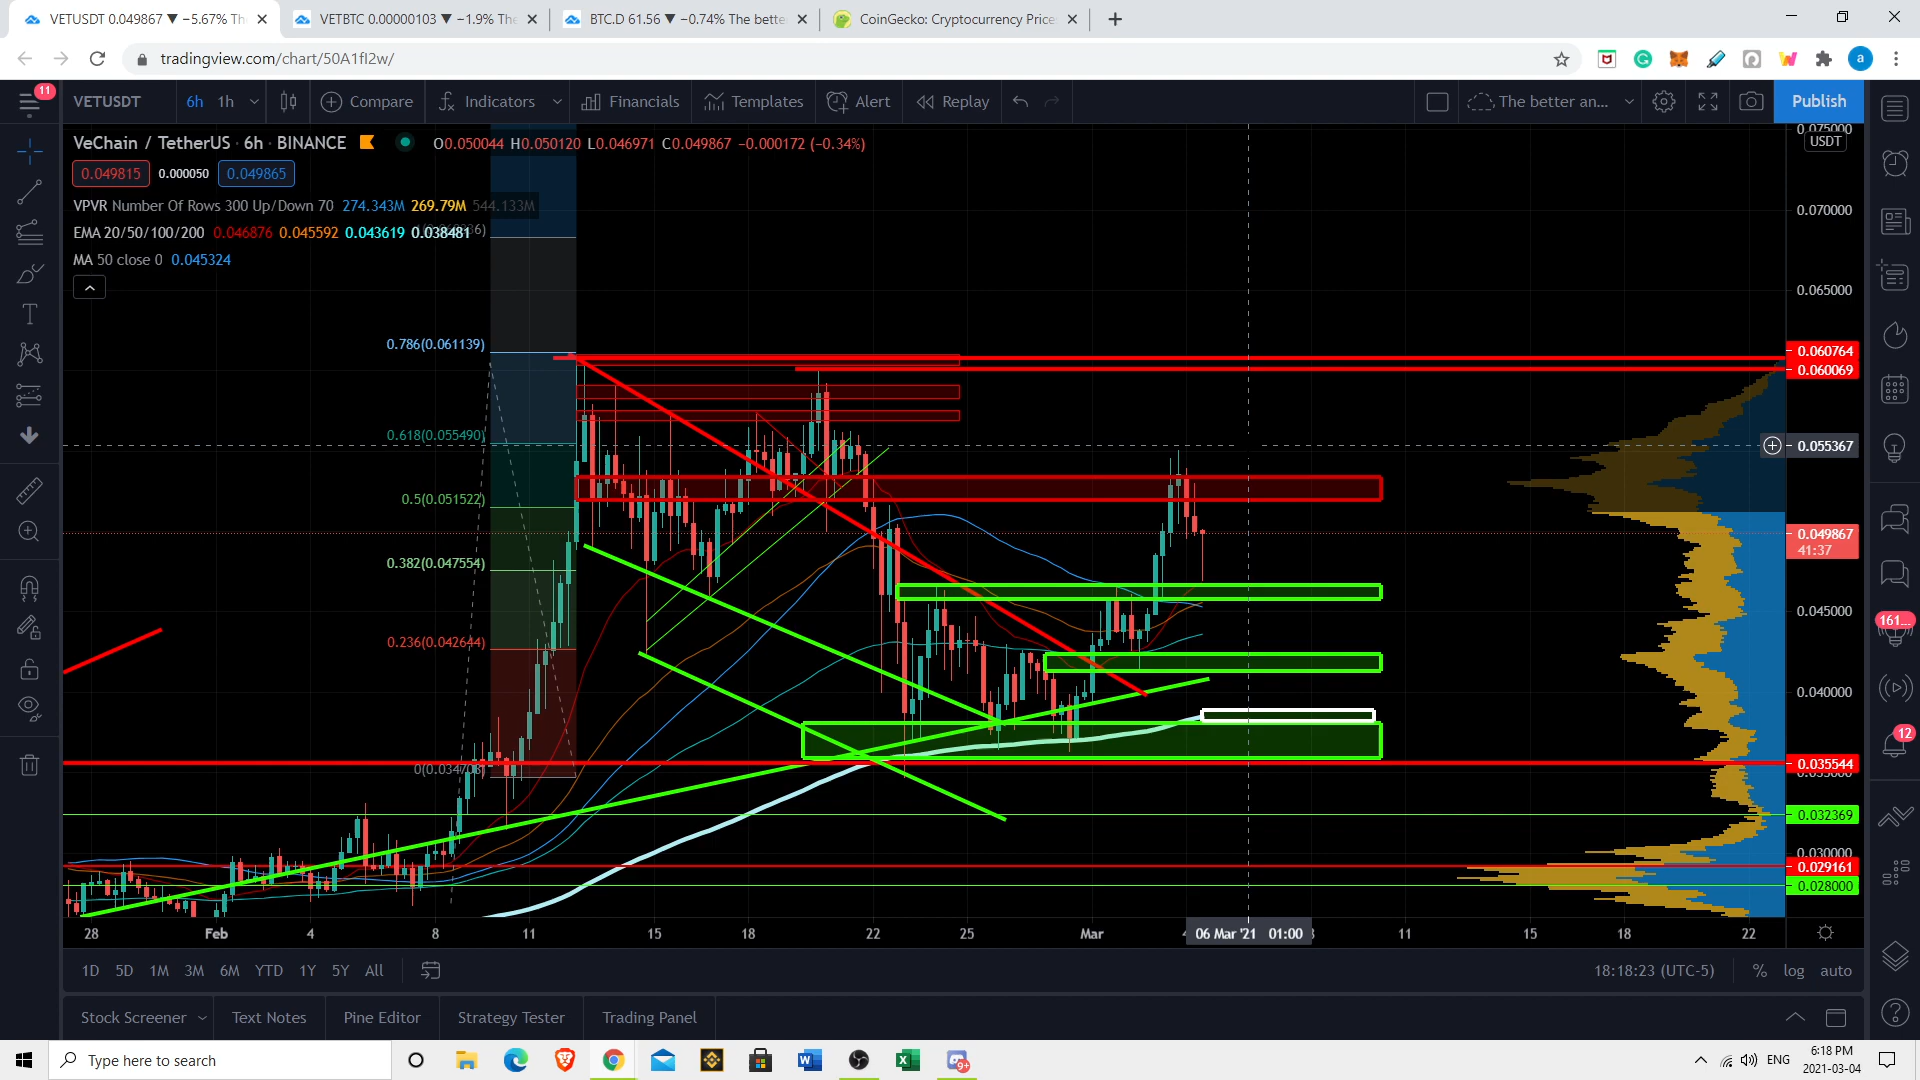 VETUSDT 0.049867 ▼ −5.67% Th
VETBTC 0.00000103 ▼ −1.9% The
BTC.D 61.56 ▼ −0.74% The bette
CoinGecko: Cryptocurrency Price
tradingview.com/chart/50A1fI2w/
a
11
VETUSDT
6h
1h
Compare
Indicators
Financials
Templates
Alert
Replay
The better an...
Publish
VeChain / TetherUS · 6h · BINANCE
O0.050044 H0.050120 L0.046971 C0.049867 −0.000172 (−0.34%)
0.075000
USDT
0.049815
0.000050
0.049865
VPVR Number Of Rows 300 Up/Down 70 274.343M 269.79M 544.133M
0.070000
EMA 20/50/100/200 0.046876 0.045592 0.043619 0.038481
MA 50 close 0 0.045324
0.065000
0.786(0.061139)
0.060764
0.060069
0.618(0.055490)
0.055367
0.5(0.051522)
0.049867
41:37
0.382(0.047554)
0.045000
161...
0.236(0.042644)
0.040000
12
0.035544
0(0.034703)
0.032369
0.030000
0.029161
0.028000
28
Feb
4
8
11
15
18
22
25
Mar
06 Mar '21 01:00
11
15
18
22
1D
5D
1M
3M
6M
YTD
1Y
5Y
All
18:18:23 (UTC-5)
%
log
auto
Stock Screener
Text Notes
Pine Editor
Strategy Tester
Trading Panel
Type here to search
9+
ENG
6:18 PM
2021-03-04